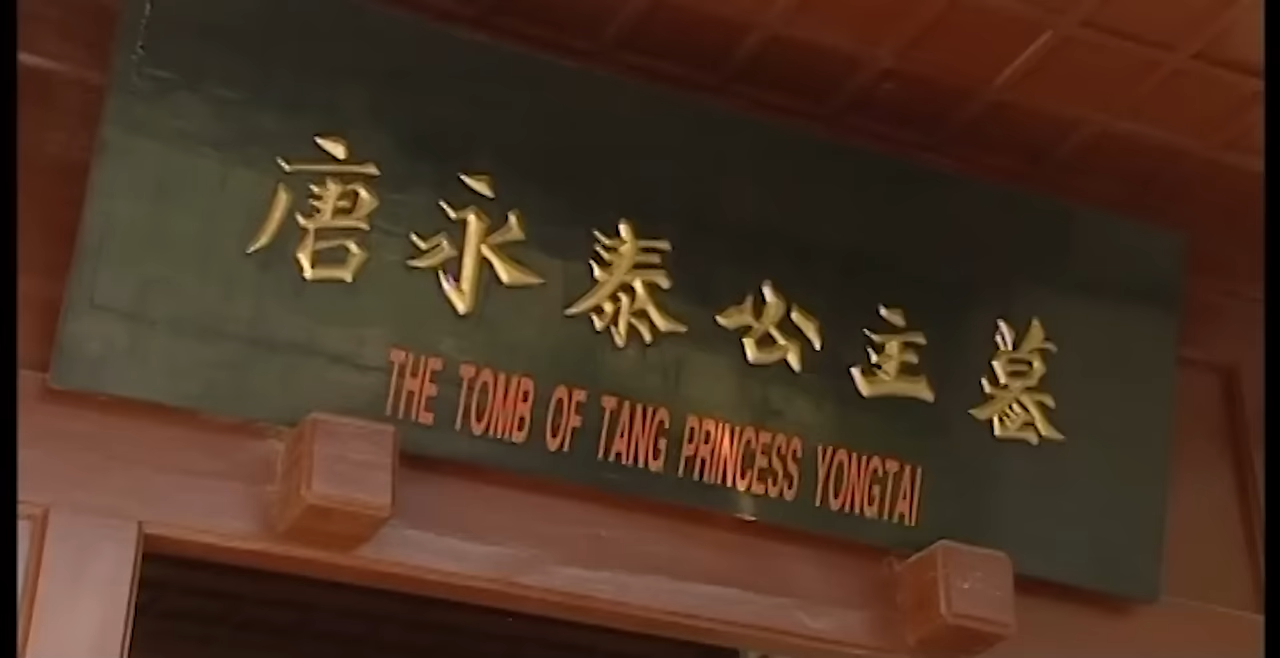 唐永泰公主墓
THE TOMB OF TANG PRINCESS YONGTAI